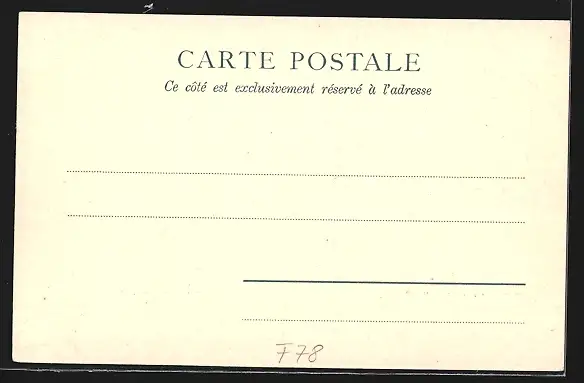 CARTE POSTALE
Ce côté est exclusivement réservé à l'adresse
F78